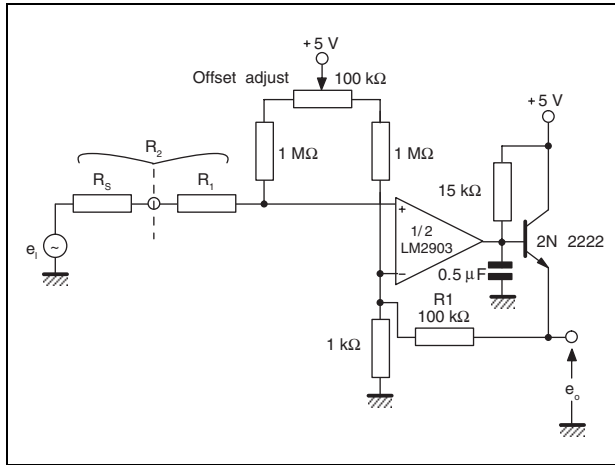 +5 V
Offset adjust 100 kΩ
+5 V
R2
1 MΩ
1 MΩ
RS
R1
15 kΩ
+
1/2
LM2903
2N 2222
eI
~
−
0.5 μF
R1
100 kΩ
1 kΩ
eo